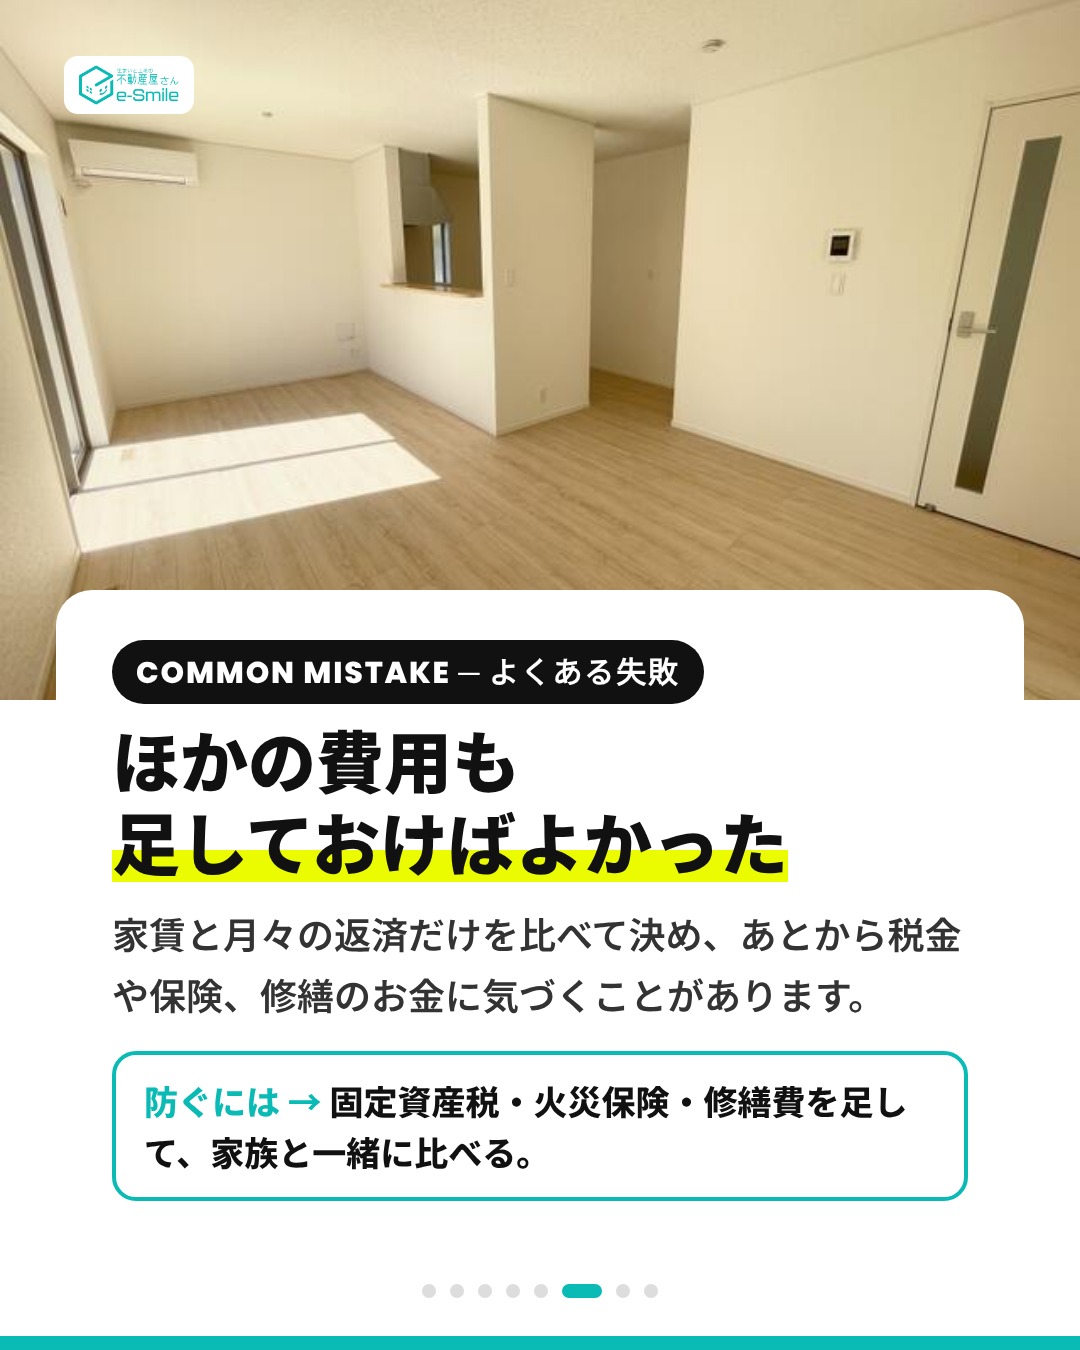 不動産屋さん
e-Smile
COMMON MISTAKE — よくある失敗
ほかの費用も
足しておけばよかった
家賃と月々の返済だけを比べて決め、あとから税金
や保険、修繕のお金に気づくことがあります。
防ぐには → 固定資産税・火災保険・修繕費を足し
て、家族と一緒に比べる。